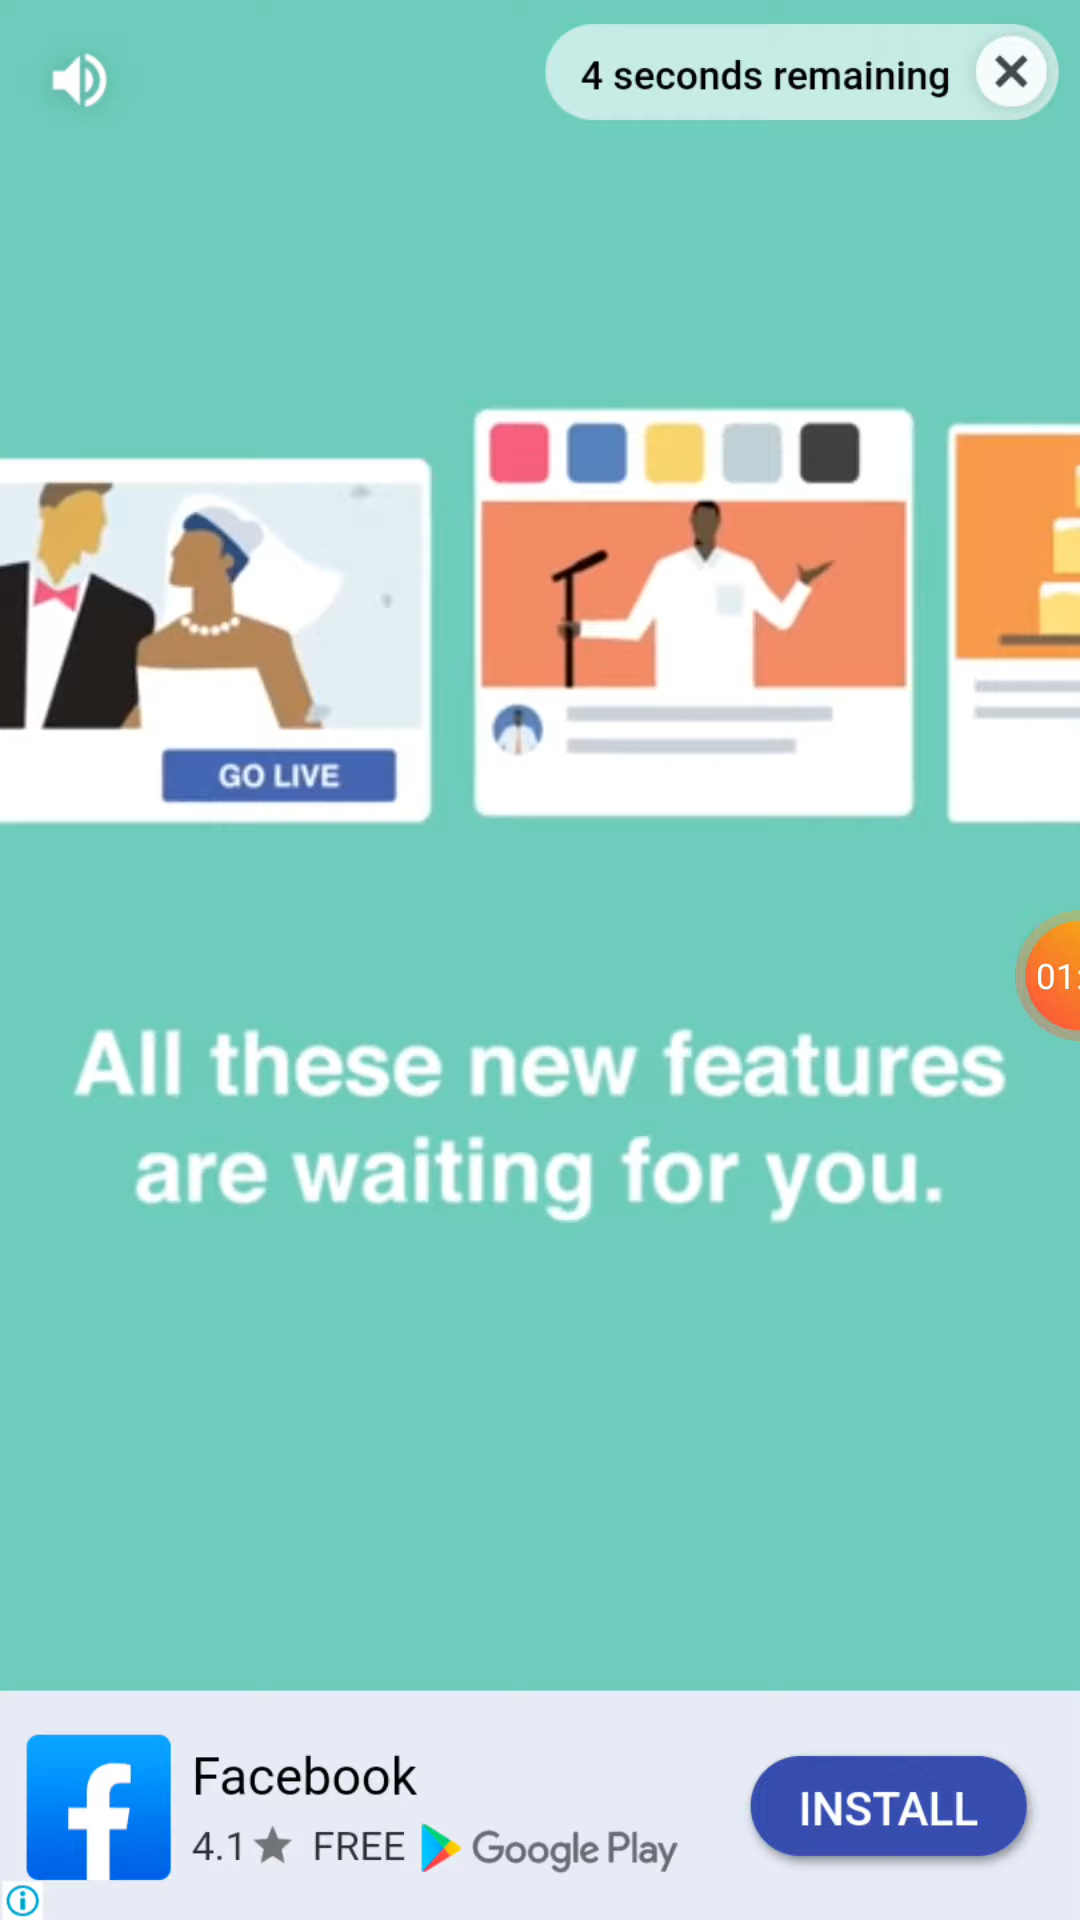 4 seconds remaining
GO LIVE
01:
All these new features
are waiting for you.
Facebook
4.1 FREE Google Play
INSTALL